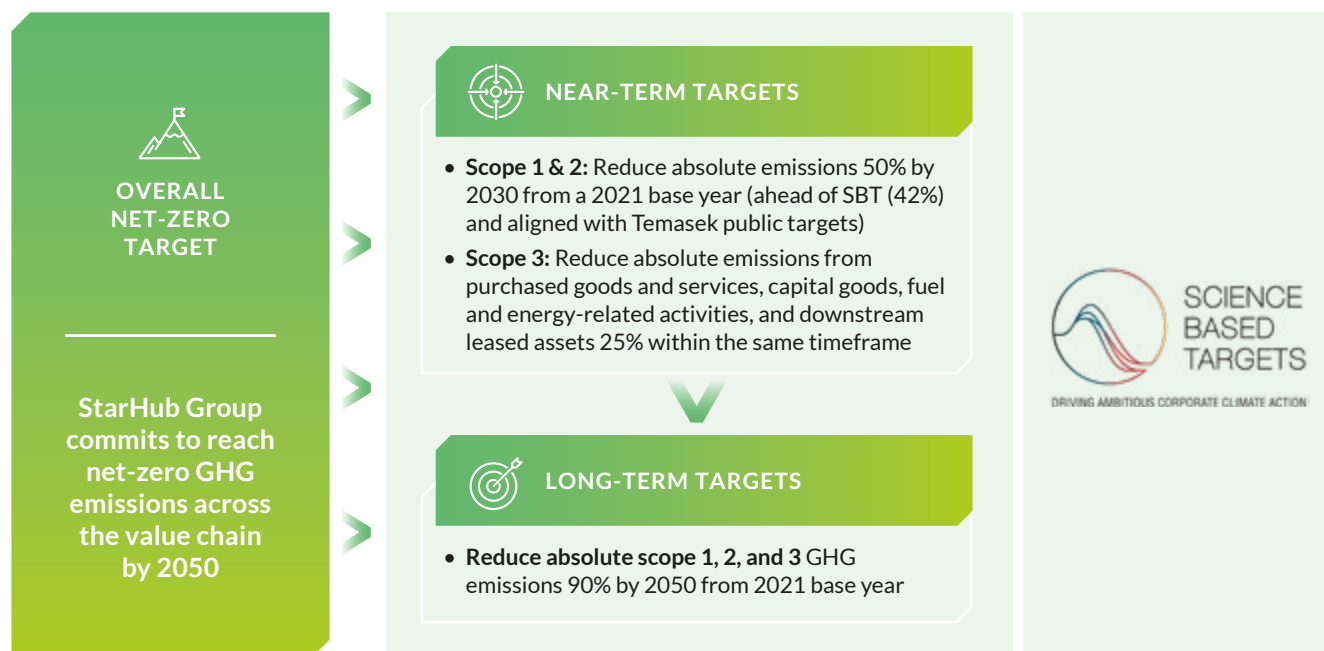 OVERALL
NET-ZERO
TARGET
StarHub Group
commits to reach
net-zero GHG
emissions across
the value chain
by 2050
NEAR-TERM TARGETS
• Scope 1 & 2: Reduce absolute emissions 50% by
2030 from a 2021 base year (ahead of SBT (42%)
and aligned with Temasek public targets)
• Scope 3: Reduce absolute emissions from
purchased goods and services, capital goods, fuel
and energy-related activities, and downstream
leased assets 25% within the same timeframe
LONG-TERM TARGETS
• Reduce absolute scope 1, 2, and 3 GHG
emissions 90% by 2050 from 2021 base year
SCIENCE
BASED
TARGETS
DRIVING AMBITIOUS CORPORATE CLIMATE ACTION